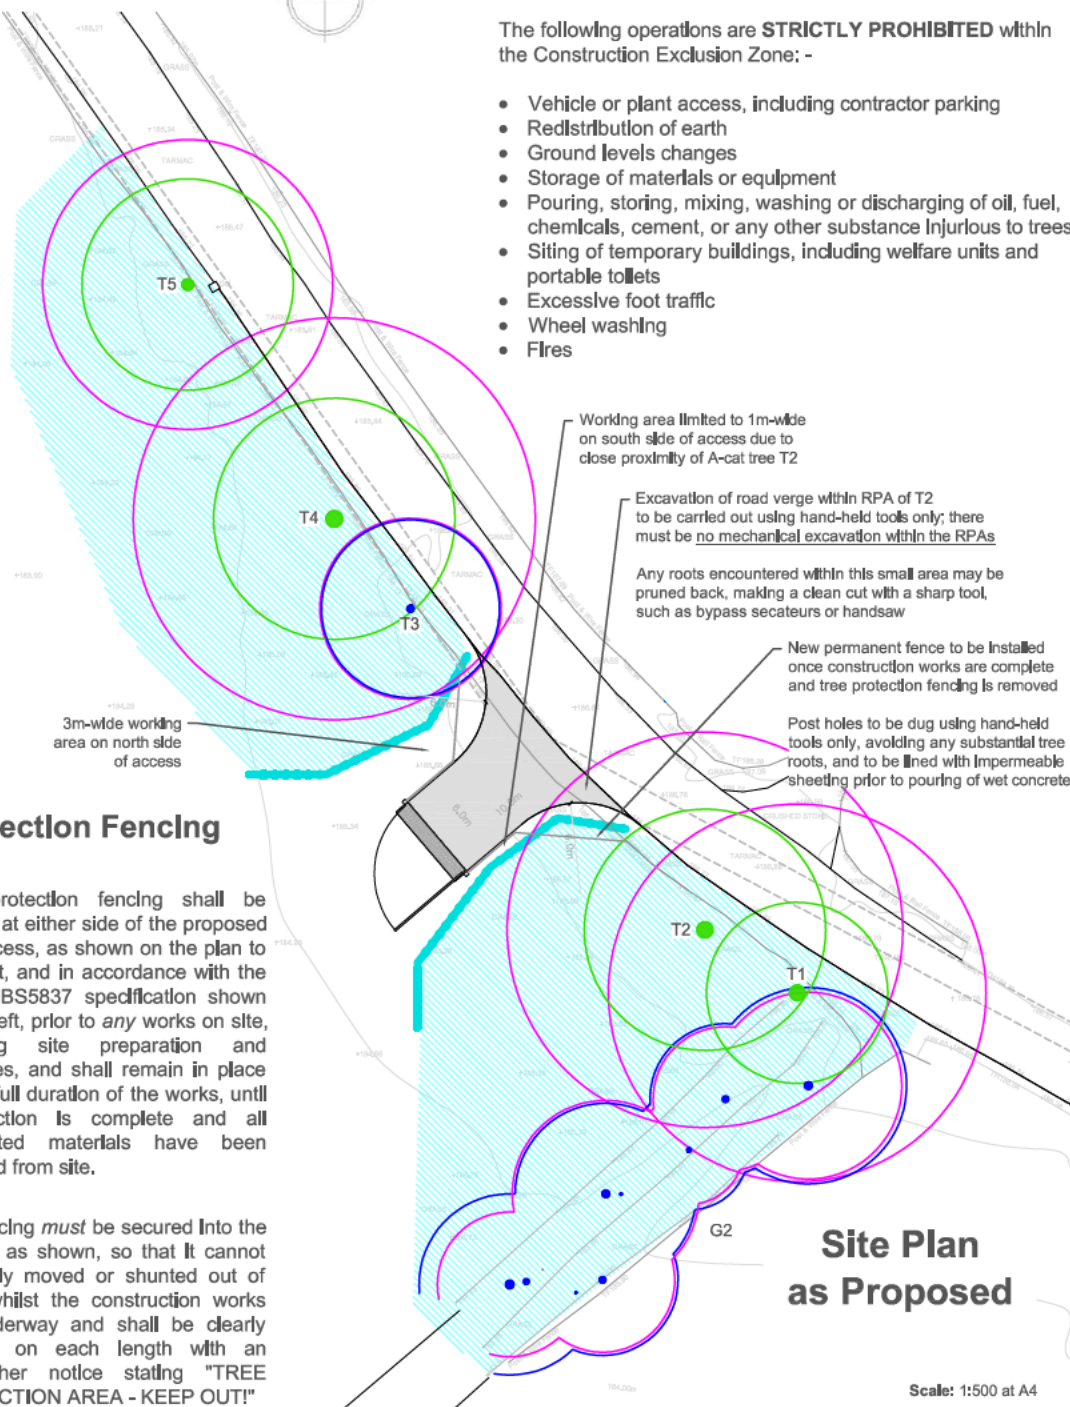 The following operations are STRICTLY PROHIBITED within
the Construction Exclusion Zone: -
• Vehicle or plant access, including contractor parking
• Redistribution of earth
• Ground levels changes
• Storage of materials or equipment
• Pouring, storing, mixing, washing or discharging of oil, fuel,
chemicals, cement, or any other substance injurious to trees
• Siting of temporary buildings, including welfare units and
portable toilets
• Excessive foot traffic
• Wheel washing
• Fires
T5
T4
T3
T2
T1
G2
Working area limited to 1m-wide
on south side of access due to
close proximity of A-cat tree T2
Excavation of road verge within RPA of T2
to be carried out using hand-held tools only; there
must be no mechanical excavation within the RPAs
Any roots encountered within this small area may be
pruned back, making a clean cut with a sharp tool,
such as bypass secateurs or handsaw
New permanent fence to be installed
once construction works are complete
and tree protection fencing is removed
Post holes to be dug using hand-held
tools only, avoiding any substantial tree
roots, and to be lined with impermeable
sheeting prior to pouring of wet concrete
3m-wide working
area on north side
of access
6.0m
TARMAC
GRASS
ection Fencing
rotection fencing shall be
at either side of the proposed
cess, as shown on the plan to
t, and in accordance with the
BS5837 specification shown
eft, prior to any works on site,
g site preparation and
es, and shall remain in place
full duration of the works, until
ction is complete and all
ted materials have been
d from site.
cing must be secured into the
as shown, so that it cannot
ly moved or shunted out of
whilst the construction works
derway and shall be clearly
on each length with an
her notice stating "TREE
CTION AREA - KEEP OUT!"
Site Plan
as Proposed
Scale: 1:500 at A4